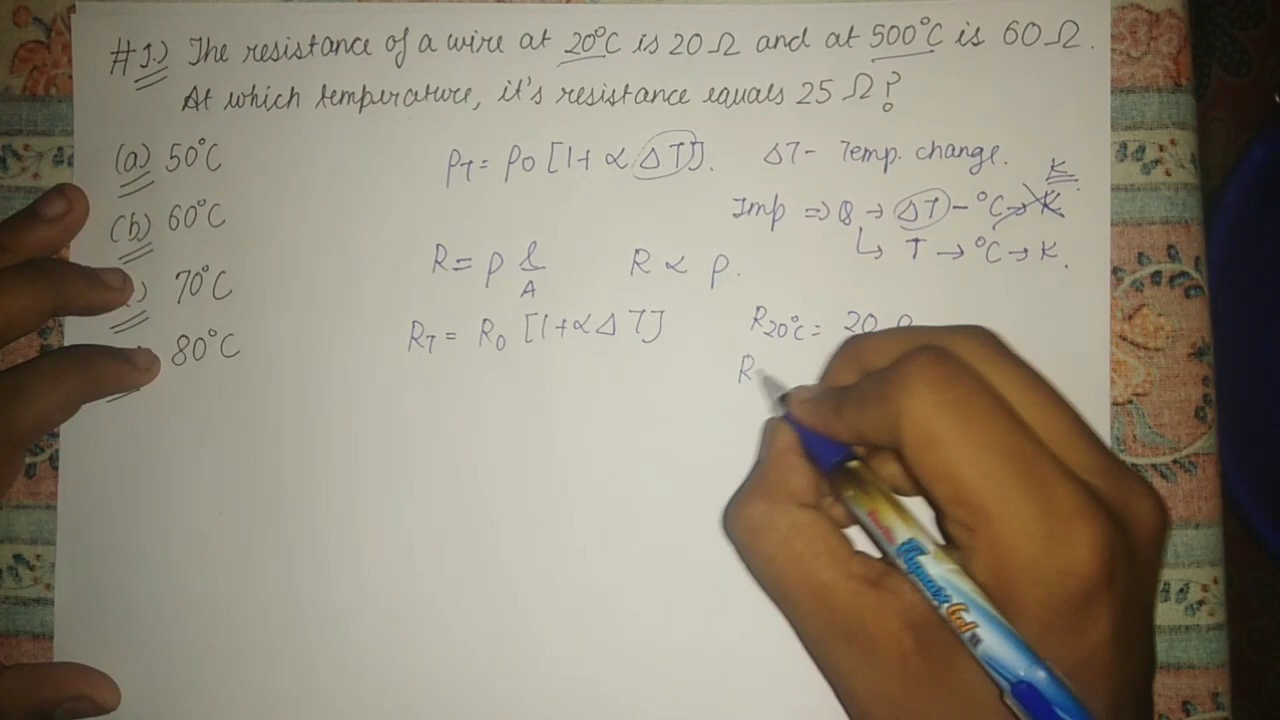 #1.) The resistance of a wire at 20°C is 20 Ω and at 500°C is 60 Ω.
At which temperature, it's resistance equals 25 Ω?
(a) 50°C
(b) 60°C
70°C
80°C
ρT = ρ0 [1+ α ΔT].
ΔT- Temp. change.
K
Imp => Q → ΔT - °C → K
↳ T → °C → K.
R = ρ l/A
R ∝ ρ.
RT = R0 [1+αΔT]
R20°C = 20 Ω
R